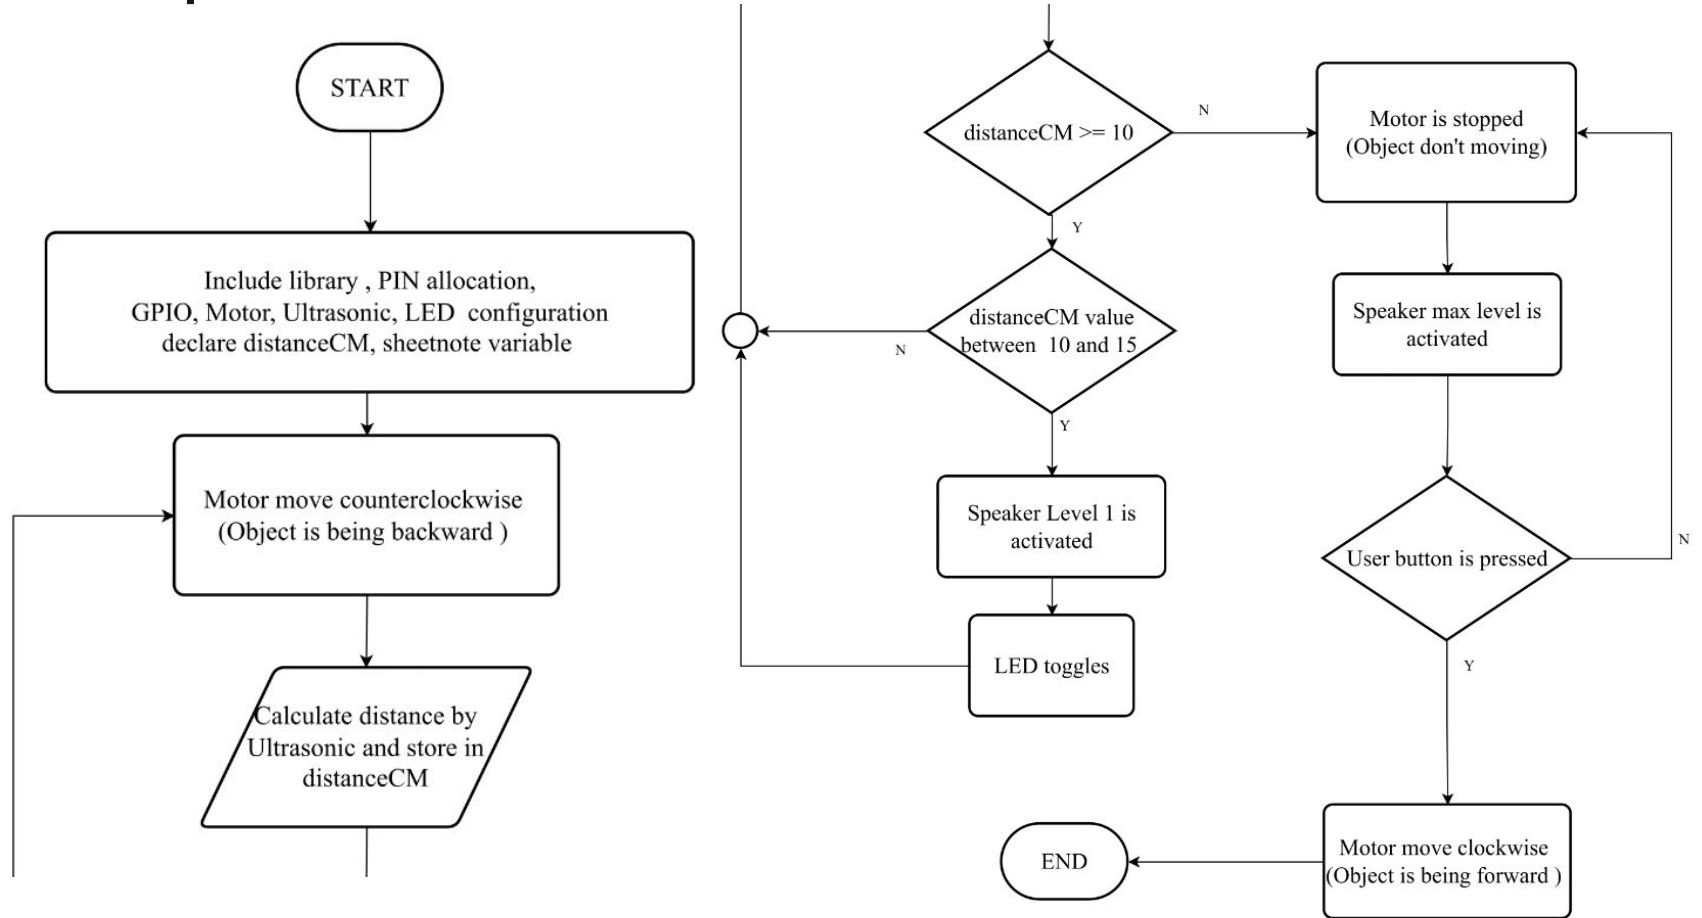 START
Include library , PIN allocation,
GPIO, Motor, Ultrasonic, LED  configuration
declare distanceCM, sheetnote variable
Motor move counterclockwise
(Object is being backward )
Calculate distance by
Ultrasonic and store in
distanceCM
distanceCM >= 10
N
Y
distanceCM value
between  10 and 15
N
Y
Speaker Level 1 is
activated
LED toggles
Motor is stopped
(Object don't moving)
Speaker max level is
activated
User button is pressed
N
Y
Motor move clockwise
(Object is being forward )
END